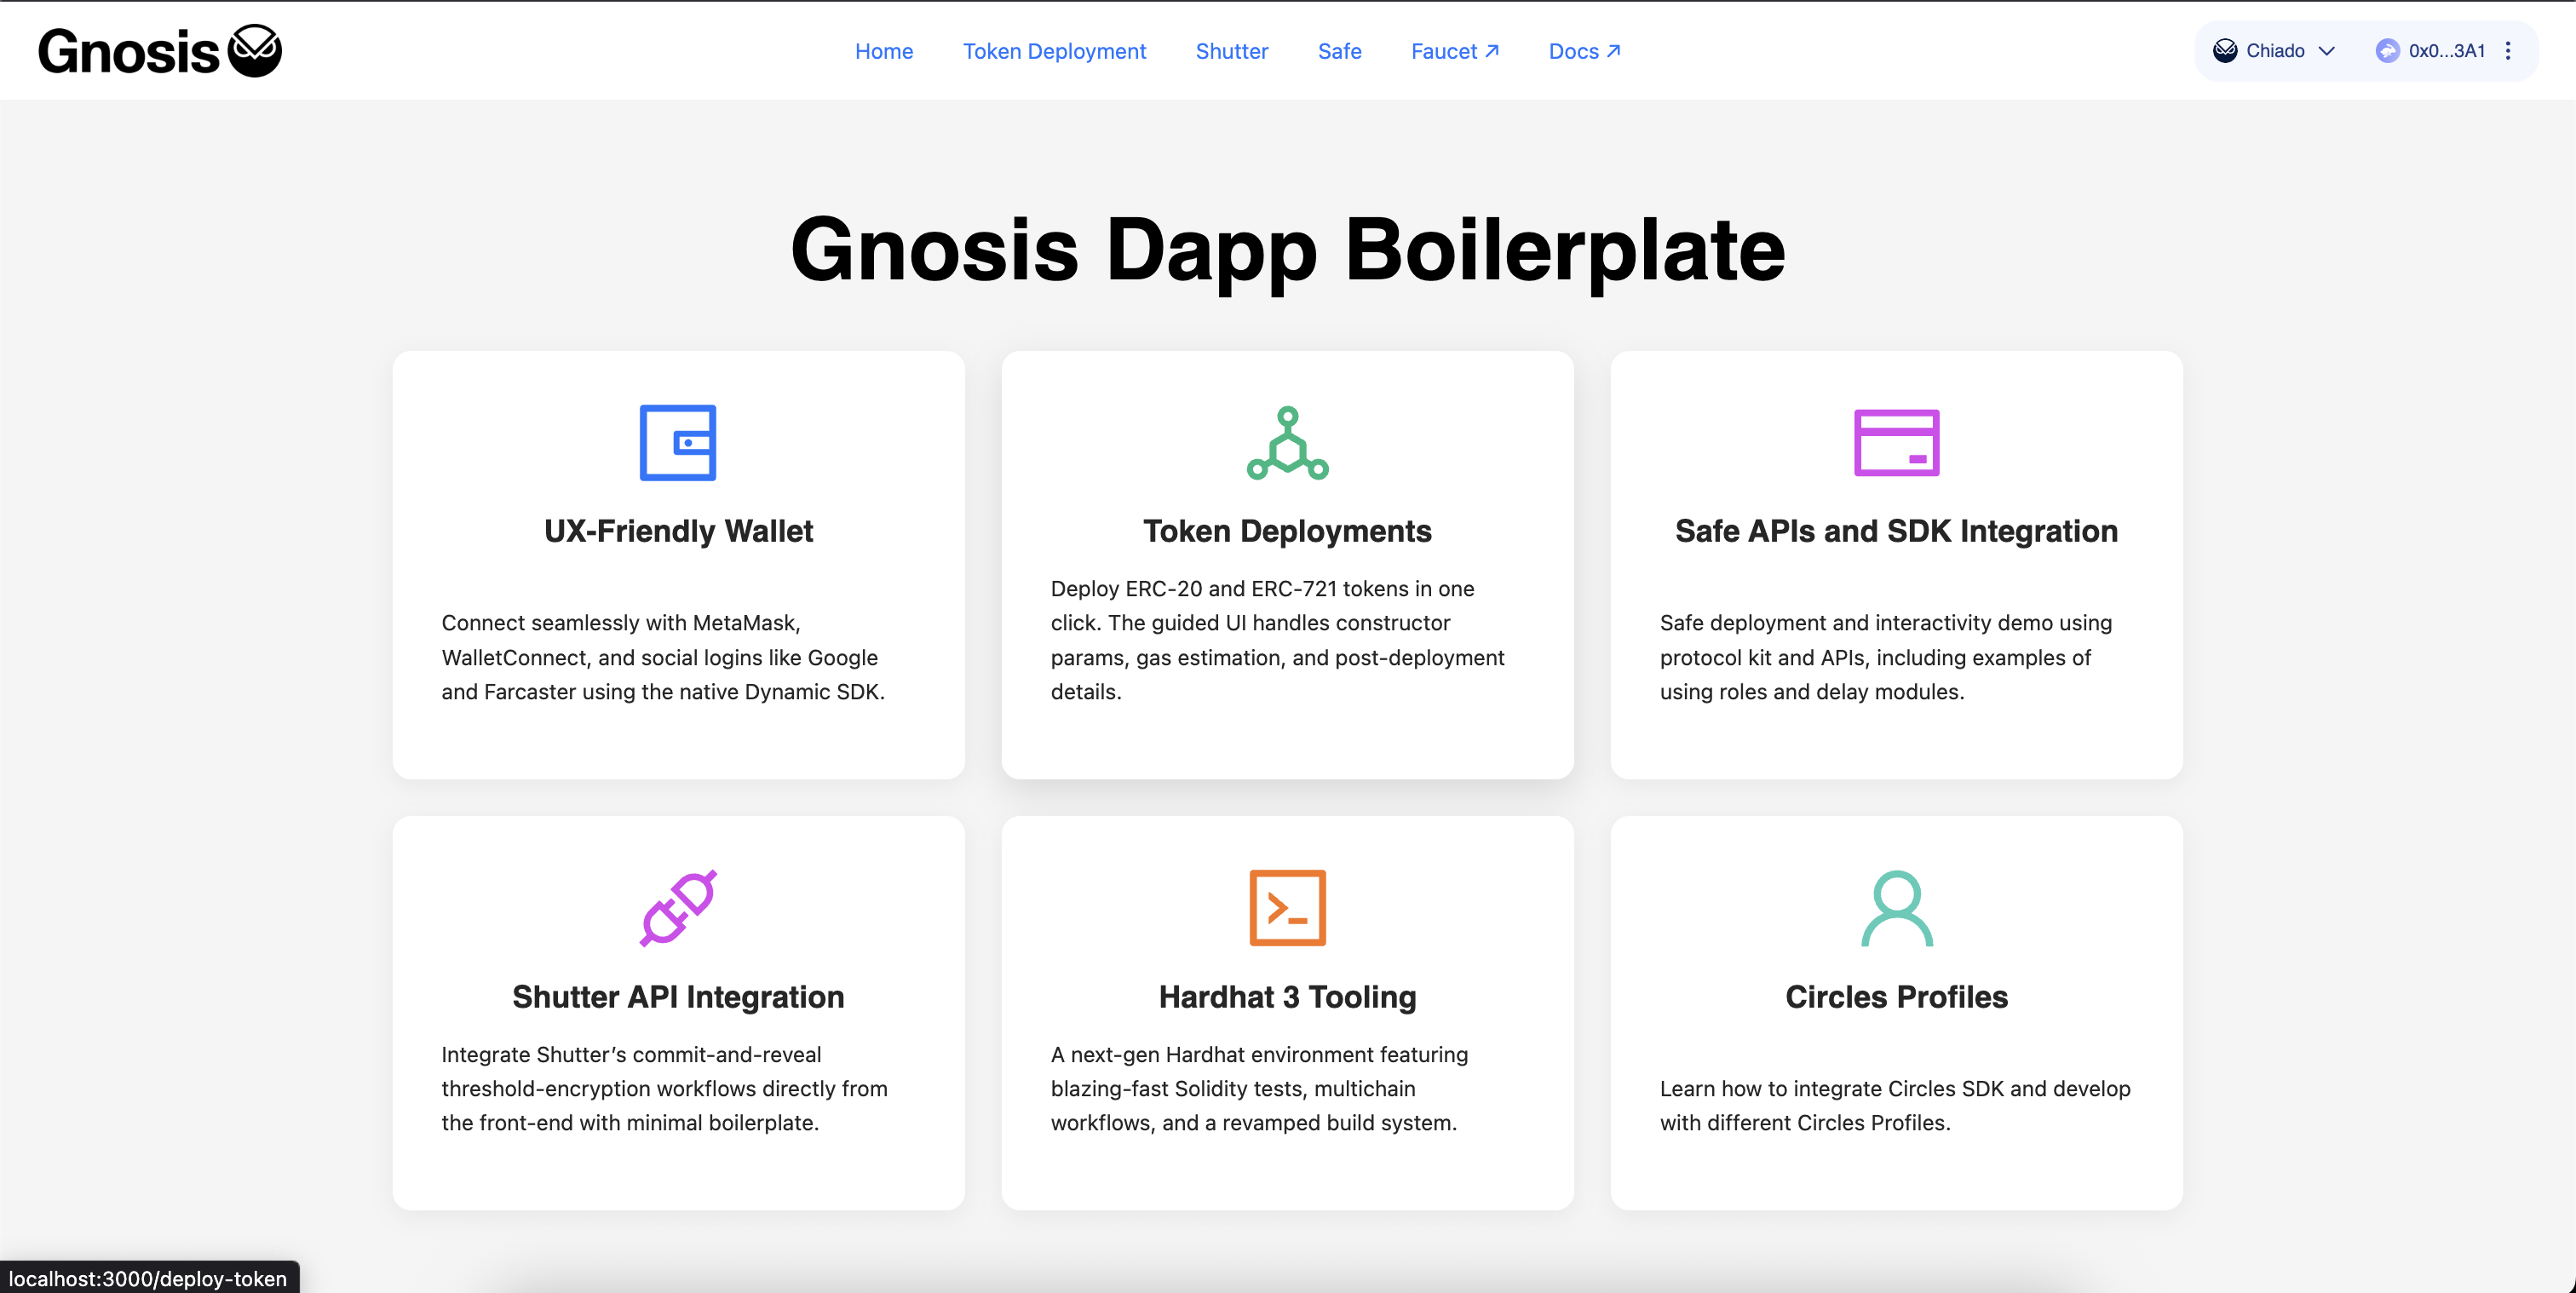 Gnosis
Home Token Deployment Shutter Safe Faucet ↗ Docs ↗
Chiado 0x0...3A1
Gnosis Dapp Boilerplate
UX-Friendly Wallet
Connect seamlessly with MetaMask,
WalletConnect, and social logins like Google
and Farcaster using the native Dynamic SDK.
Token Deployments
Deploy ERC-20 and ERC-721 tokens in one
click. The guided UI handles constructor
params, gas estimation, and post-deployment
details.
Safe APIs and SDK Integration
Safe deployment and interactivity demo using
protocol kit and APIs, including examples of
using roles and delay modules.
Shutter API Integration
Integrate Shutter’s commit-and-reveal
threshold-encryption workflows directly from
the front-end with minimal boilerplate.
Hardhat 3 Tooling
A next-gen Hardhat environment featuring
blazing-fast Solidity tests, multichain
workflows, and a revamped build system.
Circles Profiles
Learn how to integrate Circles SDK and develop
with different Circles Profiles.
localhost:3000/deploy-token